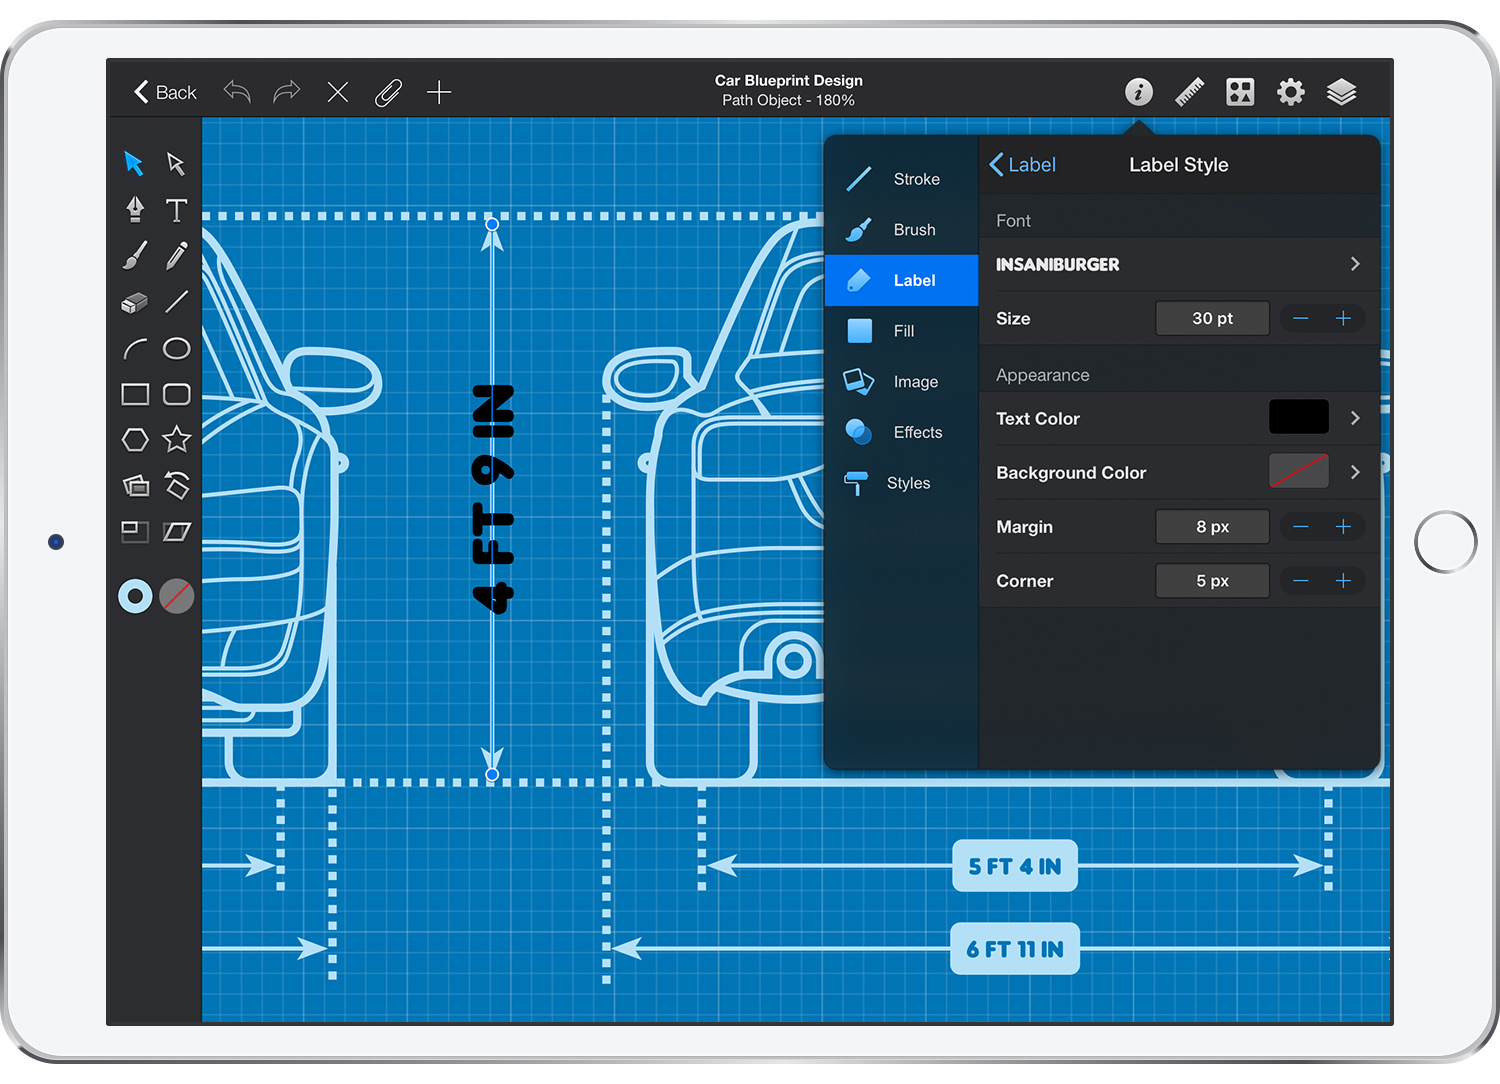 Back
Car Blueprint Design
Path Object - 180%
Stroke
Brush
Label
Fill
Image
Effects
Styles
Label
Label Style
Font
INSANIBURGER
Size
30 pt
Appearance
Text Color
Background Color
Margin
8 px
Corner
5 px
4 FT 9 IN
5 FT 4 IN
6 FT 11 IN